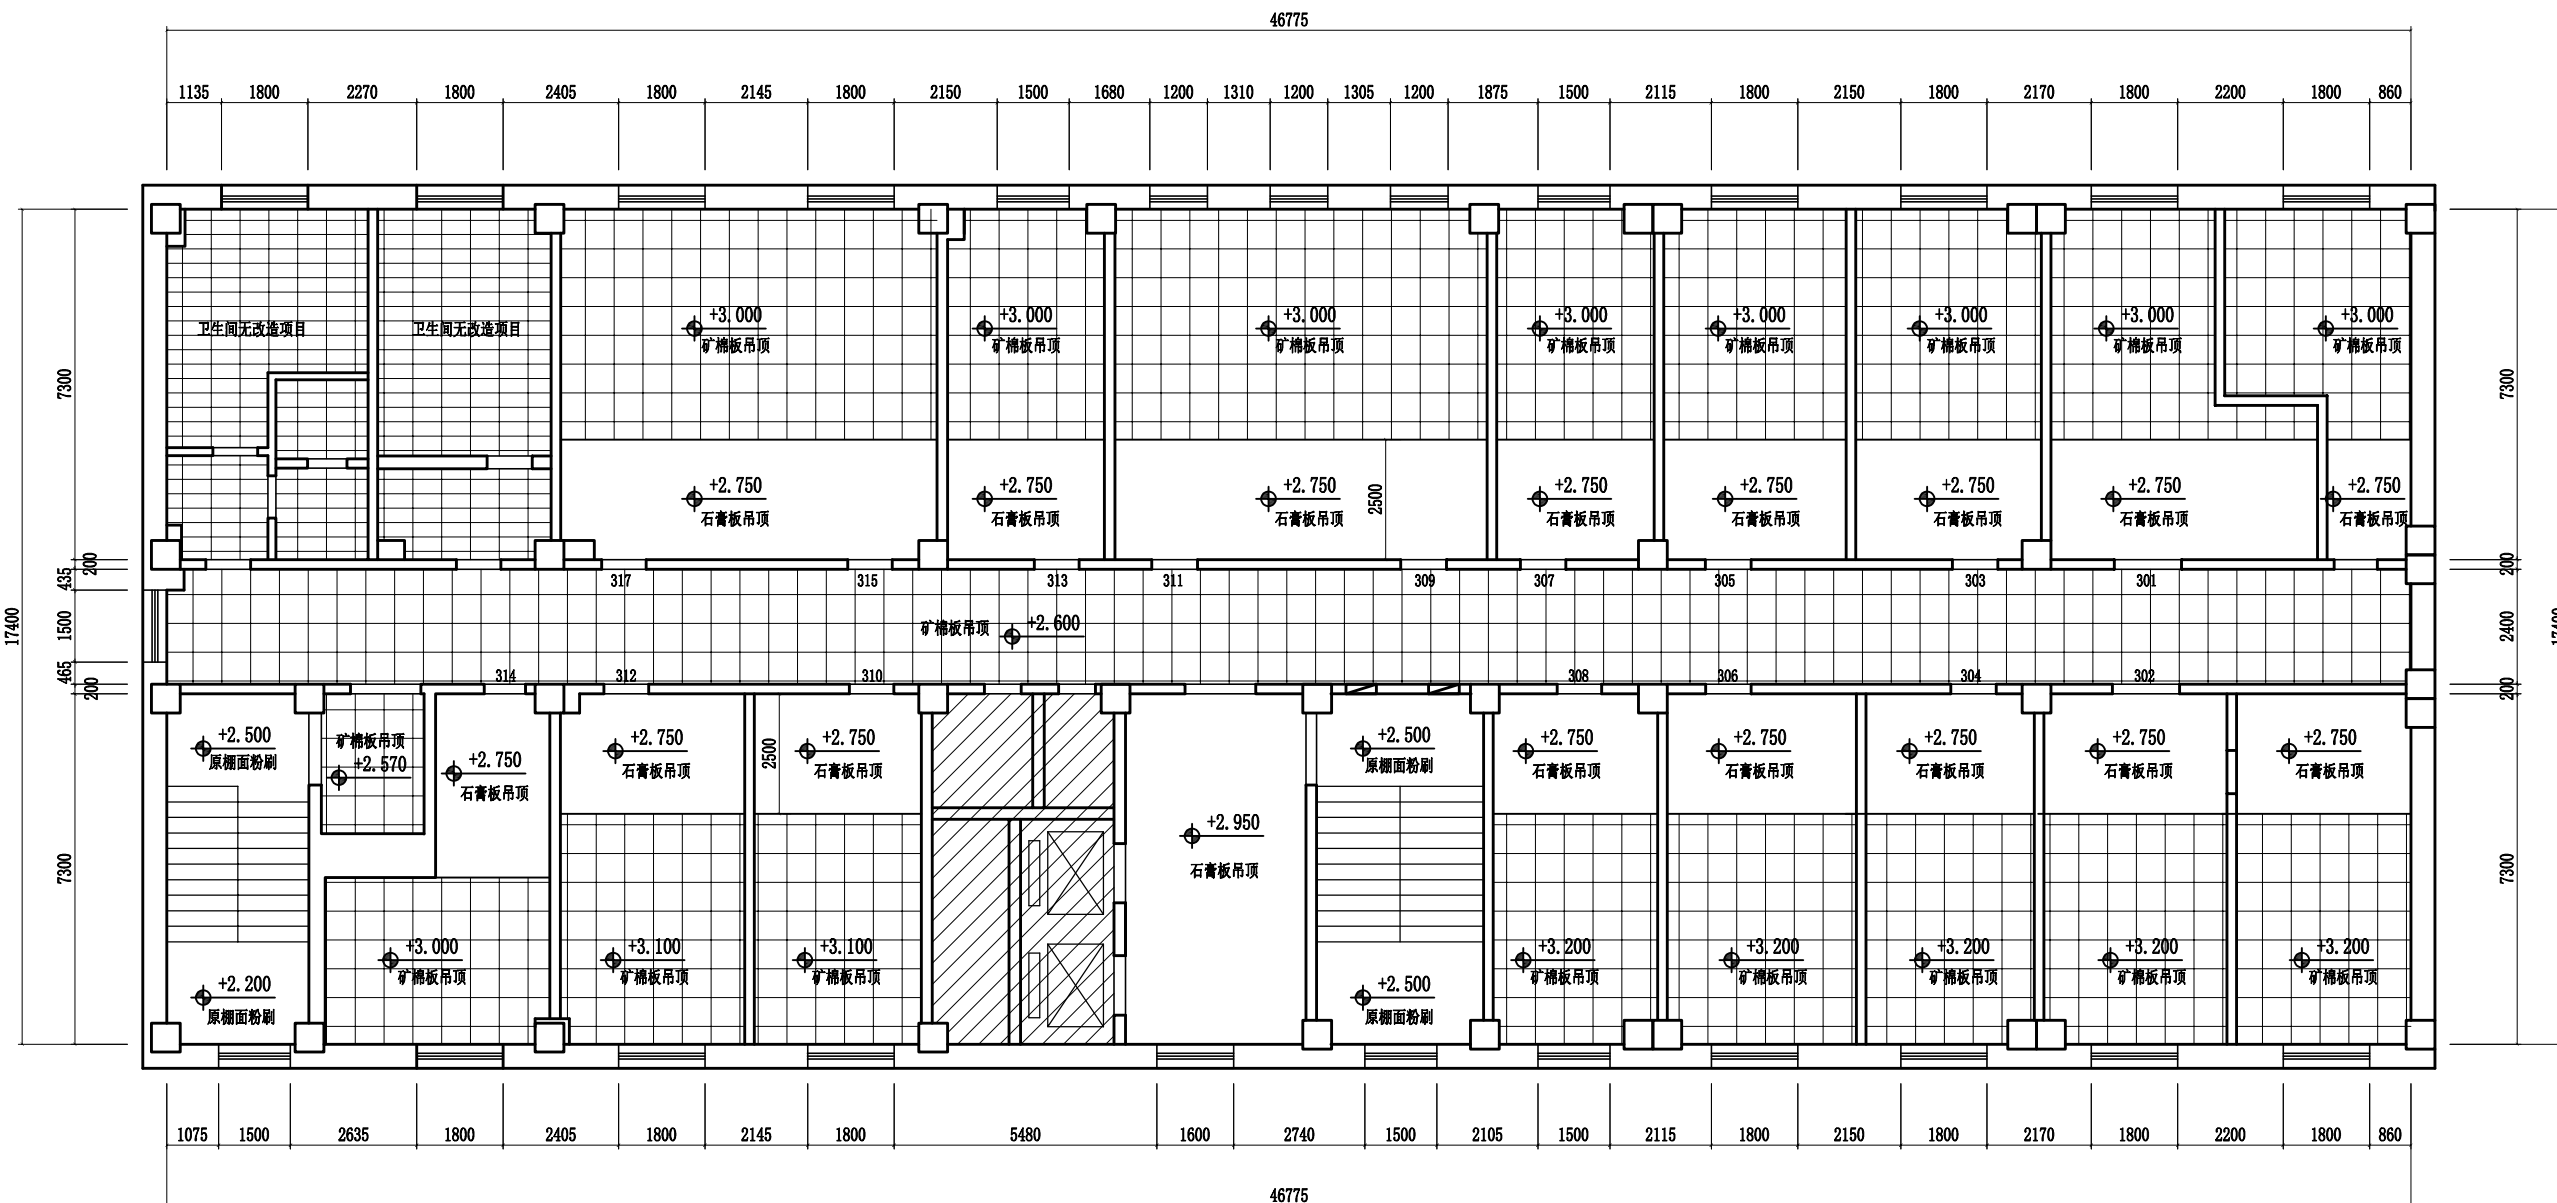 46775
1135 1800 2270 1800 2405 1800 2145 1800 2150 1500 1680 1200 1310 1200 1305 1200 1875 1500 2115 1800 2150 1800 2170 1800 2200 1800 860
+3.000 +3.000 +3.000 +3.000 +3.000 +3.000 +3.000 +3.000
卫生间无改造项目 卫生间无改造项目
矿棉板吊顶 矿棉板吊顶 矿棉板吊顶 矿棉板吊顶 矿棉板吊顶 矿棉板吊顶 矿棉板吊顶 矿棉板吊顶
7300 7300
+2.750 +2.750 +2.750 2500 +2.750 +2.750 +2.750 +2.750 +2.750
石膏板吊顶 石膏板吊顶 石膏板吊顶 石膏板吊顶 石膏板吊顶 石膏板吊顶 石膏板吊顶 石膏板吊顶
200 200
435 317 315 313 311 309 307 305 303 301
17400 1500 矿棉板吊顶 +2.600 2400
465 314 312 310 308 306 304 302
200 200
+2.500 矿棉板吊顶 +2.750 2500 +2.750 +2.500 +2.750 +2.750 +2.750 +2.750 +2.750
原棚面粉刷 +2.570 +2.750 石膏板吊顶 石膏板吊顶 原棚面粉刷 石膏板吊顶 石膏板吊顶 石膏板吊顶 石膏板吊顶 石膏板吊顶
石膏板吊顶
+2.950
7300 石膏板吊顶 7300
+3.000 +3.100 +3.100 +3.200 +3.200 +3.200 +3.200 +3.200
矿棉板吊顶 矿棉板吊顶 矿棉板吊顶 矿棉板吊顶 矿棉板吊顶 矿棉板吊顶 矿棉板吊顶 矿棉板吊顶
+2.200 +2.500
原棚面粉刷 原棚面粉刷
1075 1500 2635 1800 2405 1800 2145 1800 5480 1600 2740 1500 2105 1500 2115 1800 2150 1800 2170 1800 2200 1800 860
46775